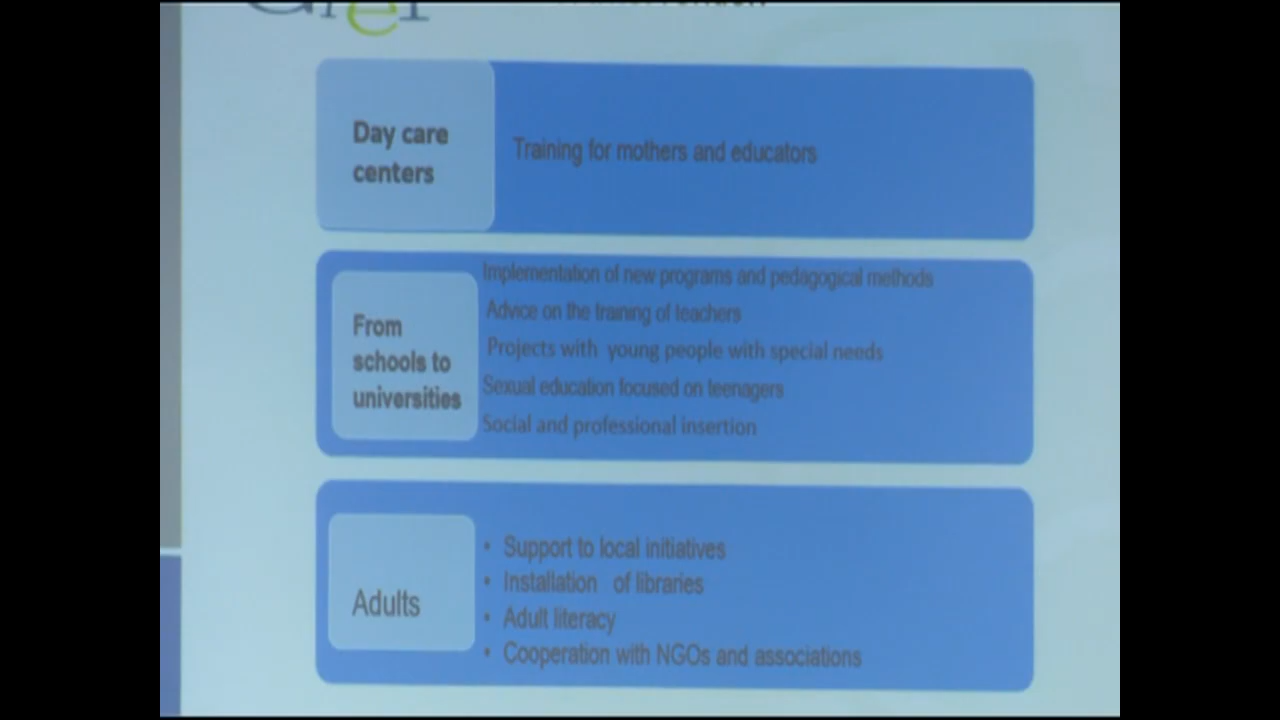 Day care
centers
Training for mothers and educators
From
schools to
universities
Implementation of new programs and pedagogical methods
Advice on the training of teachers
Projects with young people with special needs
Sexual education focused on teenagers
Social and professional insertion
Adults
• Support to local initiatives
• Installation of libraries
• Adult literacy
• Cooperation with NGOs and associations